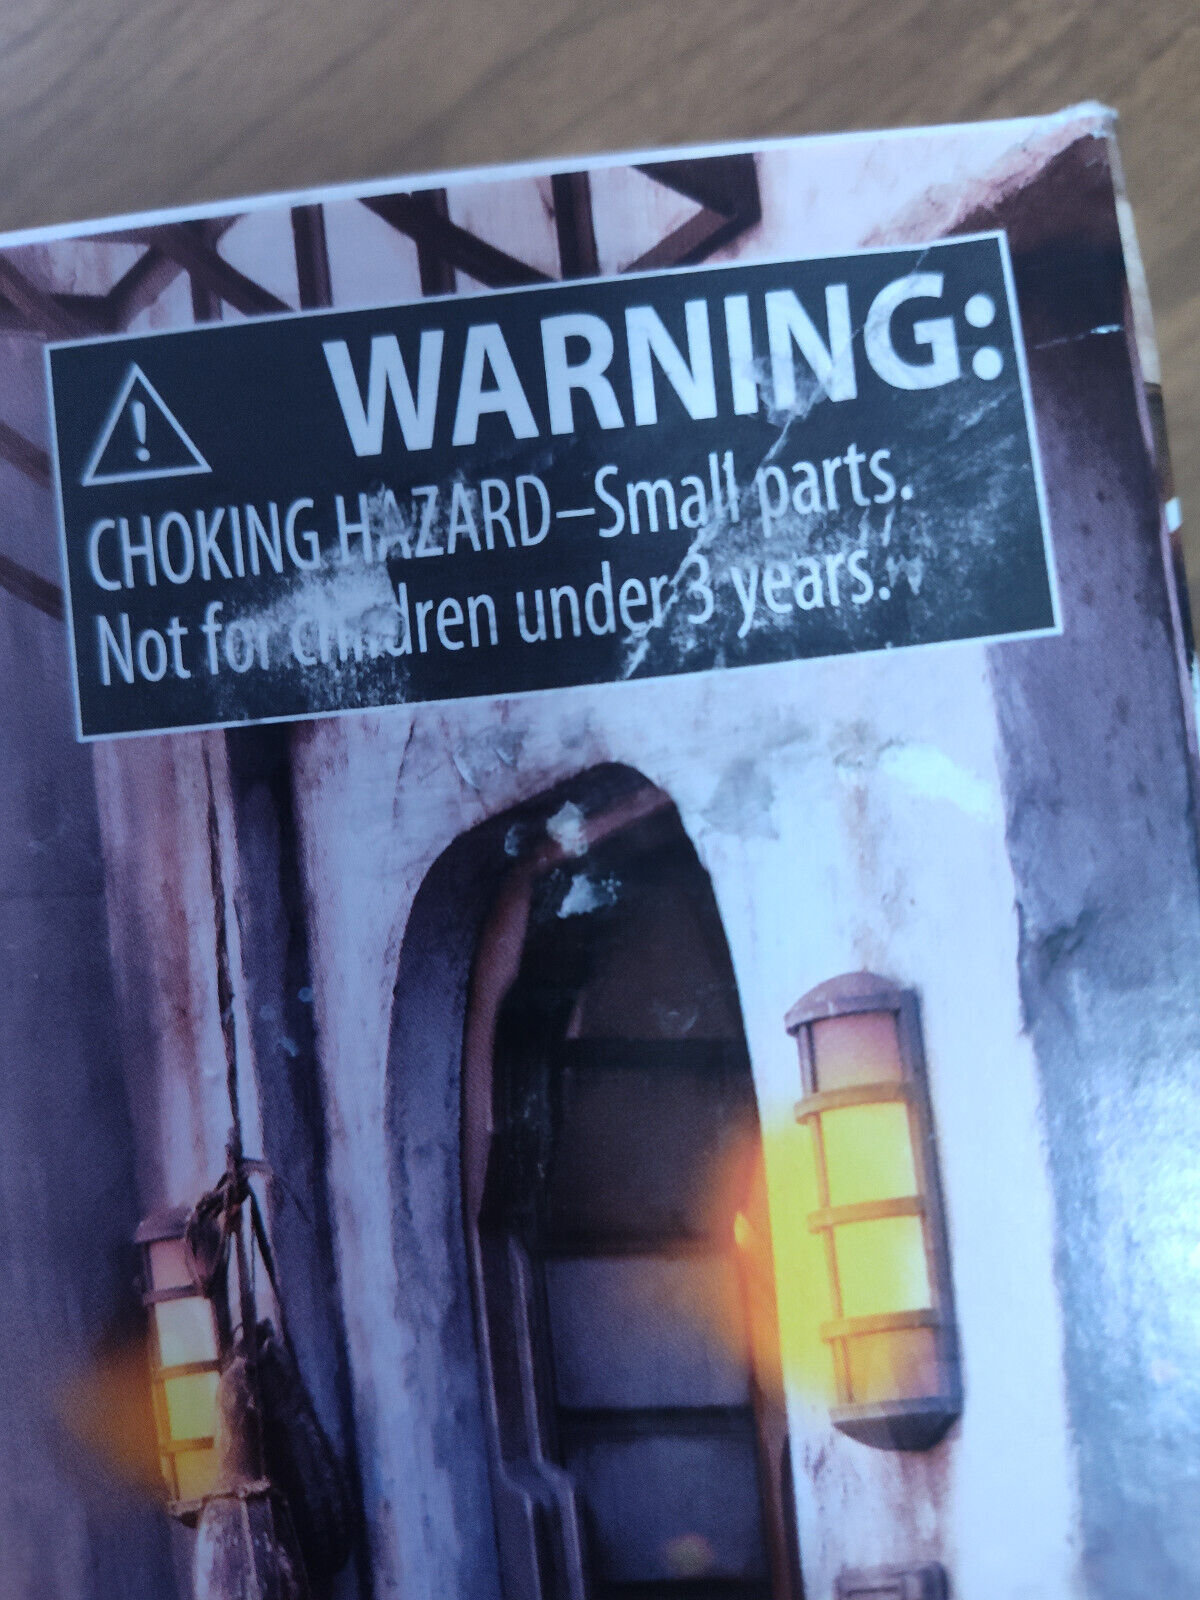 WARNING:
CHOKING HAZARD–Small parts.
Not for children under 3 years.